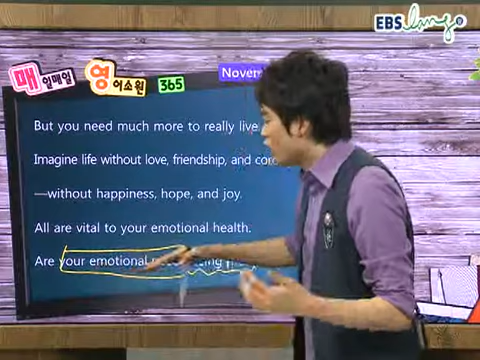 EBS lang
매일매일 영어소원 365
Novem
But you need much more to really live
Imagine life without love, friendship, and co
—without happiness, hope, and joy.
All are vital to your emotional health.
Are your emotional